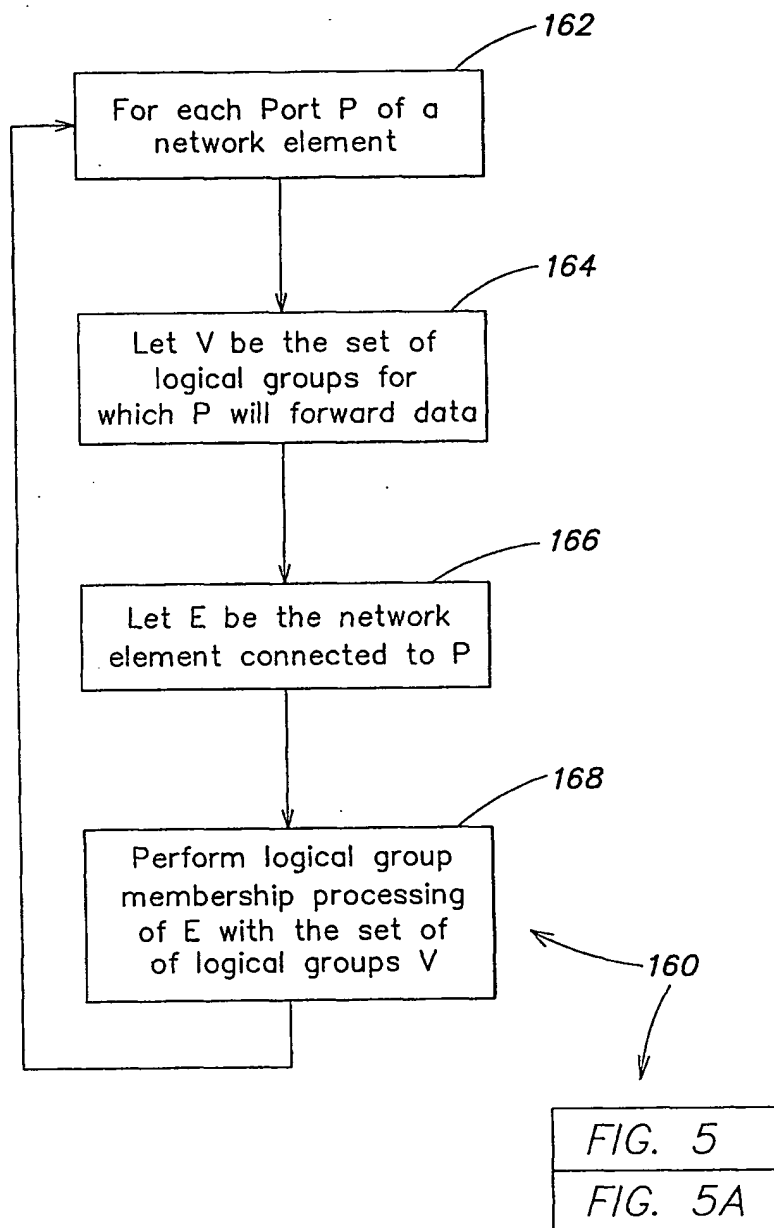 162
For each Port P of a
network element
164
Let V be the set of
logical groups for
which P will forward data
166
Let E be the network
element connected to P
168
Perform logical group
membership processing
of E with the set of
of logical groups V
160
FIG. 5
FIG. 5A